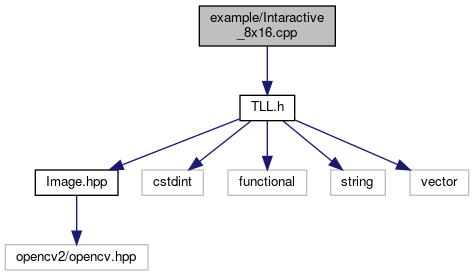 example/Intaractive
_8x16.cpp
TLL.h
Image.hpp
cstdint
functional
string
vector
opencv2/opencv.hpp